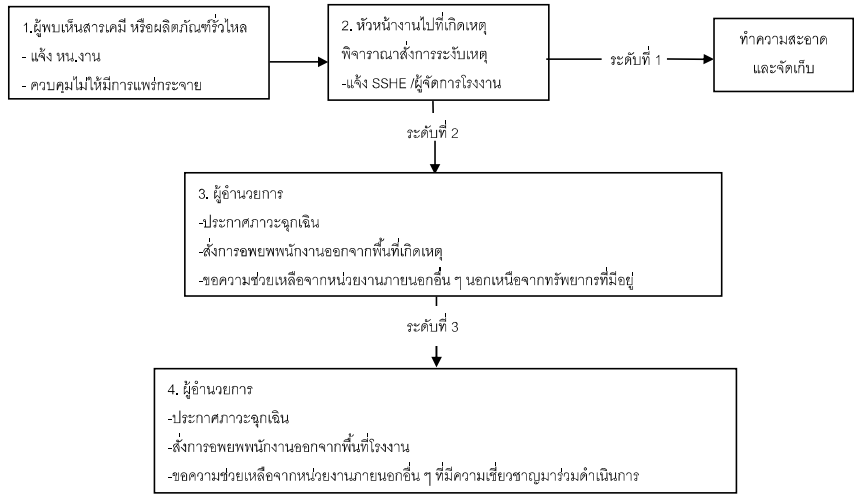 1.ผู้พบเห็นสารเคมี หรือผลิตภัณฑ์รั่วไหล
- แจ้ง หน.งาน
- ควบคุมไม่ให้มีการแพร่กระจาย
2. หัวหน้างานไปที่เกิดเหตุ
พิจาราณาสั่งการระงับเหตุ
-แจ้ง SSHE /ผู้จัดการโรงงาน
ระดับที่ 1
ทำความสะอาด
และจัดเก็บ
ระดับที่ 2
3. ผู้อำนวยการ
-ประกาศภาวะฉุกเฉิน
-สั่งการอพยพพนักงานออกจากพื้นที่เกิดเหตุ
-ขอความช่วยเหลือจากหน่วยงานภายนอกอื่น ๆ นอกเหนือจากทรัพยากรที่มีอยู่
ระดับที่ 3
4. ผู้อำนวยการ
-ประกาศภาวะฉุกเฉิน
-สั่งการอพยพพนักงานออกจากพื้นที่โรงงาน
-ขอความช่วยเหลือจากหน่วยงานภายนอกอื่น ๆ ที่มีความเชี่ยวชาญมาร่วมดำเนินการ